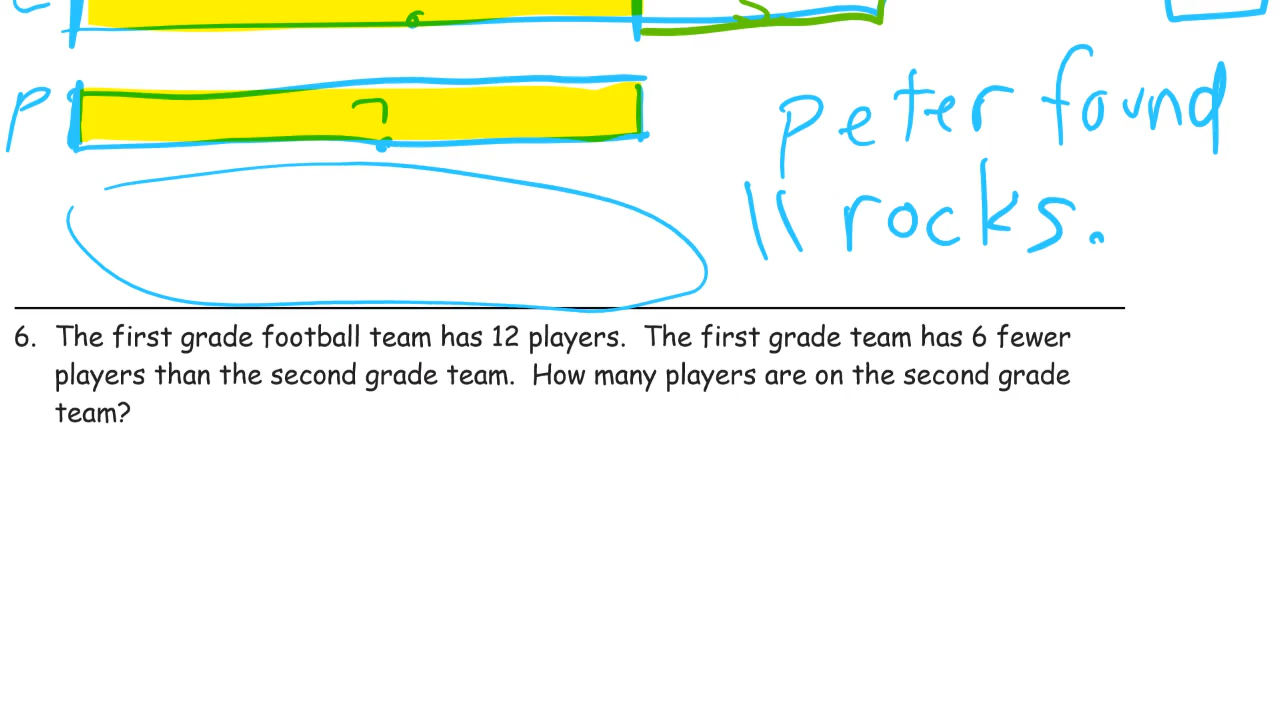 ?
P
?
peter found
11 rocks.
6. The first grade football team has 12 players. The first grade team has 6 fewer
players than the second grade team. How many players are on the second grade
team?